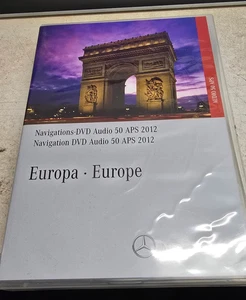 Navigations-DVD Audio 50 APS 2012
Navigation DVD Audio 50 APS 2012
Europa · Europe